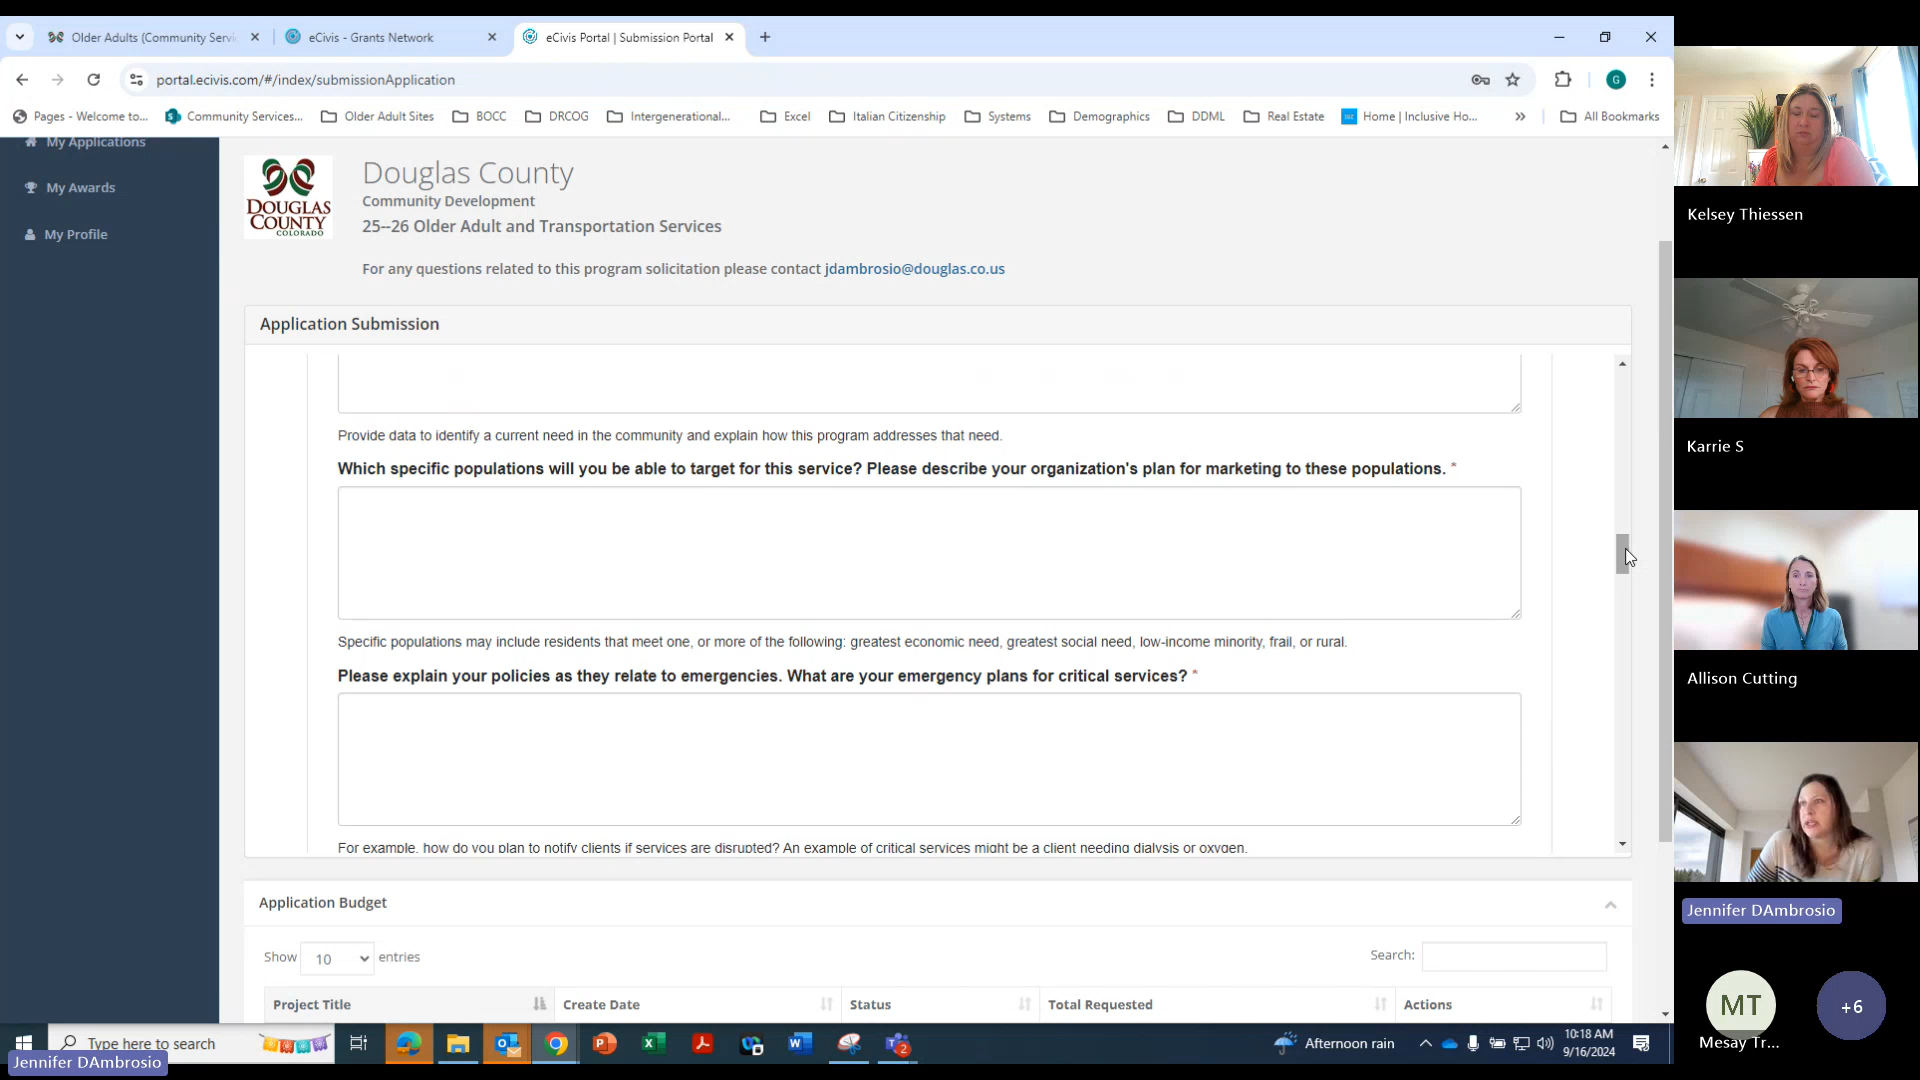 Older Adults (Community Servi
eCivis - Grants Network
eCivis Portal | Submission Portal
portal.ecivis.com/#/index/submissionApplication
G
Pages - Welcome to...
Community Services...
Older Adult Sites
BOCC
DRCOG
Intergenerational...
Excel
Italian Citizenship
Systems
Demographics
DDML
Real Estate
Home | Inclusive Ho...
»
All Bookmarks
My Applications
My Awards
My Profile
DOUGLAS
COUNTY
COLORADO
Douglas County
Community Development
25--26 Older Adult and Transportation Services
For any questions related to this program solicitation please contact jdambrosio@douglas.co.us
Application Submission
Provide data to identify a current need in the community and explain how this program addresses that need.
Which specific populations will you be able to target for this service? Please describe your organization's plan for marketing to these populations. *
Specific populations may include residents that meet one, or more of the following: greatest economic need, greatest social need, low-income minority, frail, or rural.
Please explain your policies as they relate to emergencies. What are your emergency plans for critical services? *
For example, how do you plan to notify clients if services are disrupted? An example of critical services might be a client needing dialysis or oxygen.
Application Budget
Show 10 entries
Search:
Project Title
Create Date
Status
Total Requested
Actions
Type here to search
Afternoon rain
10:18 AM
9/16/2024
Jennifer DAmbrosio
Kelsey Thiessen
Karrie S
Allison Cutting
Jennifer DAmbrosio
MT
+6
Mesay Tr...